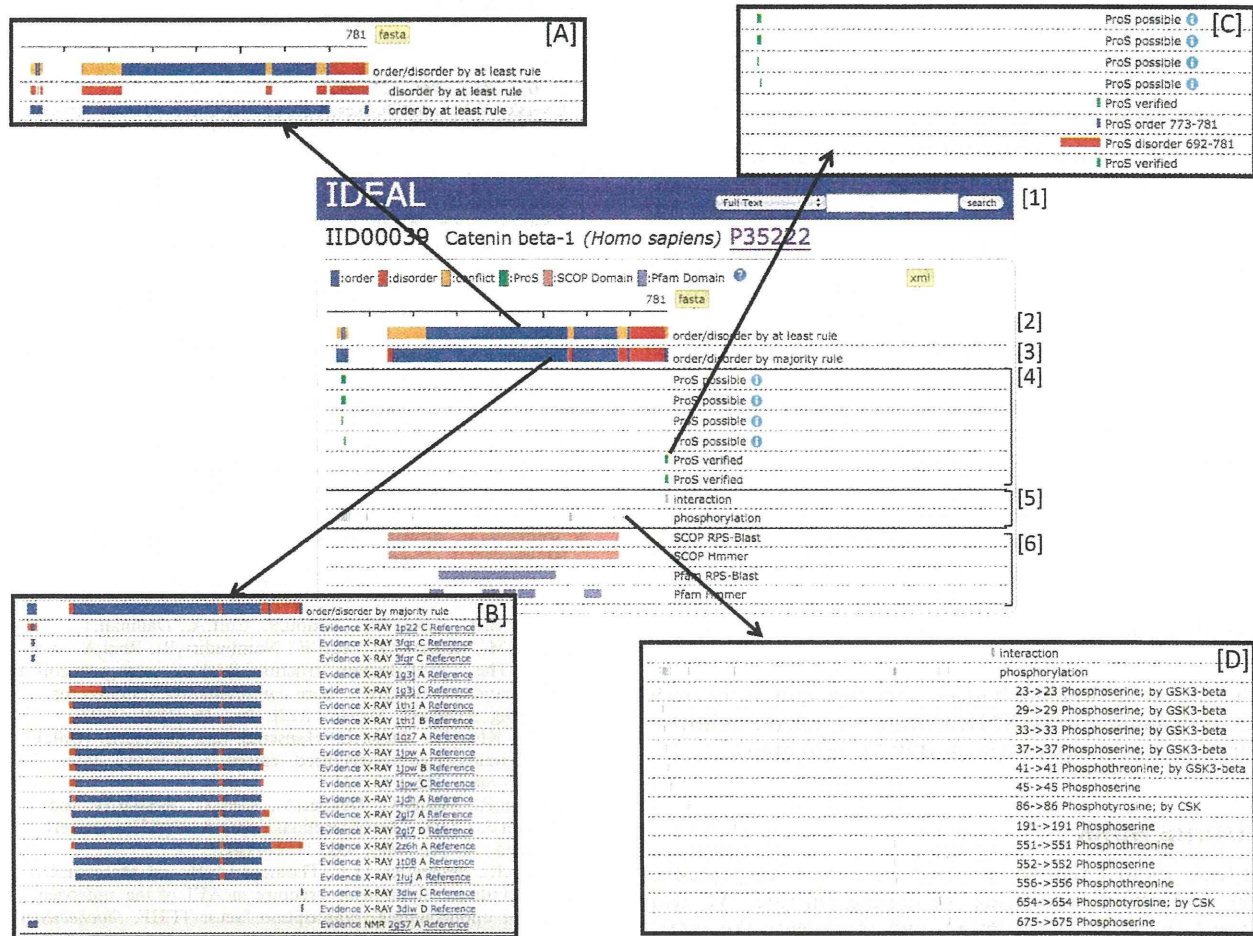 781 fasta [A]
order/disorder by at least rule
disorder by at least rule
order by at least rule
ProS possible [C]
ProS possible
ProS possible
ProS possible
ProS verified
ProS order 773-781
ProS disorder 692-781
ProS verified
IDEAL Full Text search [1]
IID00039 Catenin beta-1 (Homo sapiens) P35222
:order :disorder :conflict :ProS :SCOP Domain :Pfam Domain ? xml
781 fasta
order/disorder by at least rule [2]
order/disorder by majority rule [3]
ProS possible [4]
ProS possible
ProS possible
ProS possible
ProS verified
ProS verified
interaction [5]
phosphorylation
SCOP RPS-Blast [6]
SCOP Hmmer
Pfam RPS-Blast
Pfam Hmmer
order/disorder by majority rule [B]
Evidence X-RAY 1p22 C Reference
Evidence X-RAY 3fqn C Reference
Evidence X-RAY 3fqr C Reference
Evidence X-RAY 1g3j A Reference
Evidence X-RAY 1g3j C Reference
Evidence X-RAY 1th1 A Reference
Evidence X-RAY 1th1 B Reference
Evidence X-RAY 1qz7 A Reference
Evidence X-RAY 1jpw A Reference
Evidence X-RAY 1jpw B Reference
Evidence X-RAY 1jpw C Reference
Evidence X-RAY 1jdh A Reference
Evidence X-RAY 2gl7 A Reference
Evidence X-RAY 2gl7 D Reference
Evidence X-RAY 2z6h A Reference
Evidence X-RAY 1t08 A Reference
Evidence X-RAY 1luj A Reference
Evidence X-RAY 3diw C Reference
Evidence X-RAY 3diw D Reference
Evidence NMR 2g57 A Reference
interaction [D]
phosphorylation
23->23 Phosphoserine; by GSK3-beta
29->29 Phosphoserine; by GSK3-beta
33->33 Phosphoserine; by GSK3-beta
37->37 Phosphoserine; by GSK3-beta
41->41 Phosphothreonine; by GSK3-beta
45->45 Phosphoserine
86->86 Phosphotyrosine; by CSK
191->191 Phosphoserine
551->551 Phosphothreonine
552->552 Phosphoserine
556->556 Phosphothreonine
654->654 Phosphotyrosine; by CSK
675->675 Phosphoserine